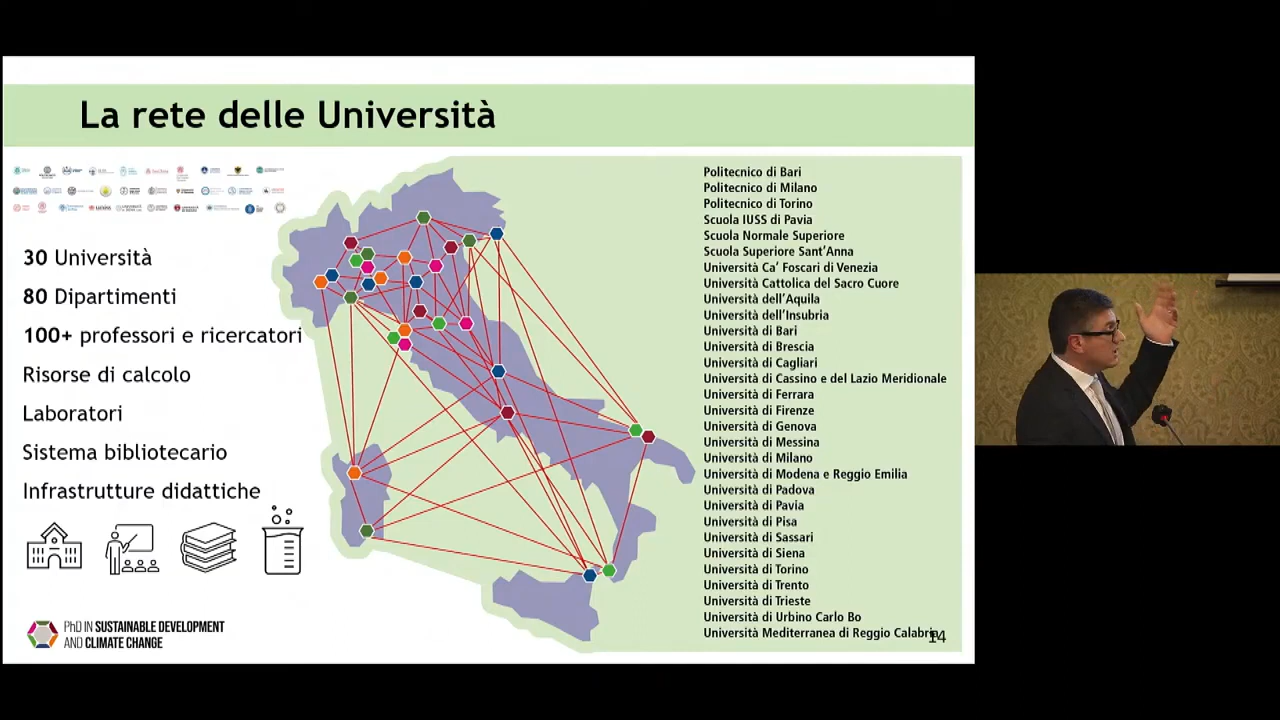 La rete delle Università
30 Università
80 Dipartimenti
100+ professori e ricercatori
Risorse di calcolo
Laboratori
Sistema bibliotecario
Infrastrutture didattiche
PhD IN SUSTAINABLE DEVELOPMENT
AND CLIMATE CHANGE
Politecnico di Bari
Politecnico di Milano
Politecnico di Torino
Scuola IUSS di Pavia
Scuola Normale Superiore
Scuola Superiore Sant'Anna
Università Ca' Foscari di Venezia
Università Cattolica del Sacro Cuore
Università dell'Aquila
Università dell'Insubria
Università di Bari
Università di Brescia
Università di Cagliari
Università di Cassino e del Lazio Meridionale
Università di Ferrara
Università di Firenze
Università di Genova
Università di Messina
Università di Milano
Università di Modena e Reggio Emilia
Università di Padova
Università di Pavia
Università di Pisa
Università di Sassari
Università di Siena
Università di Torino
Università di Trento
Università di Trieste
Università di Urbino Carlo Bo
Università Mediterranea di Reggio Calabria
14